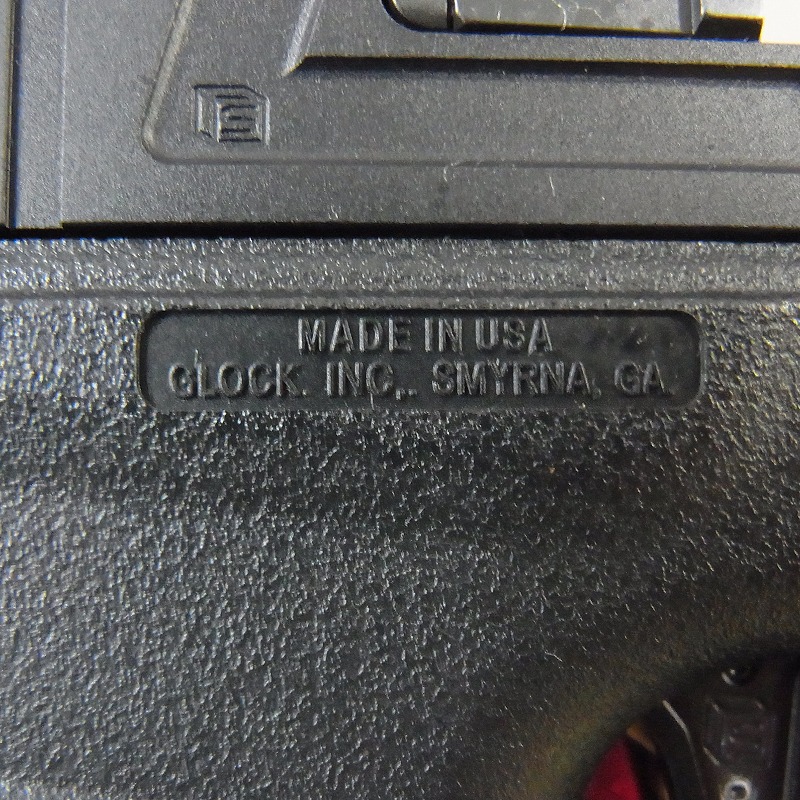 MADE IN USA
GLOCK. INC,. SMYRNA, GA.